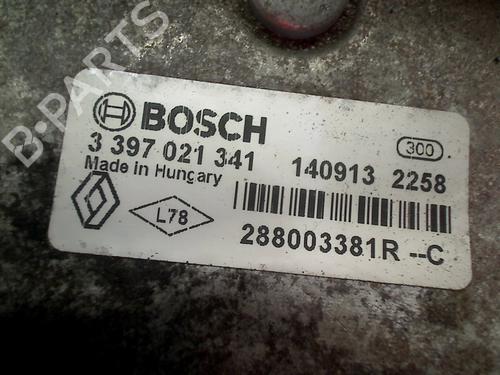 B-PARTS
BOSCH
3 397 021 341
140913 2258
300
Made in Hungary
L78
288003381R --C